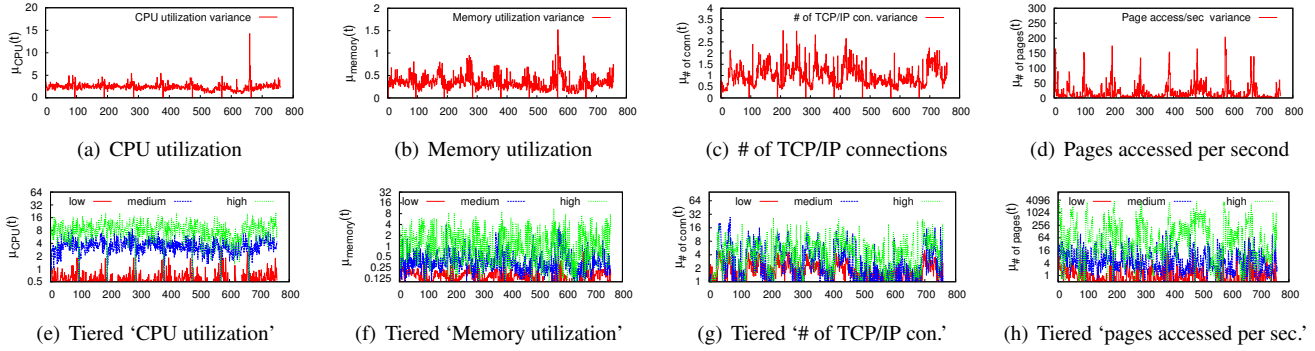 CPU utilization variance
20
15
10
5
0
μCPU(t)
0 100 200 300 400 500 600 700 800
(a) CPU utilization
Memory utilization variance
2
1.5
1
0.5
0
μmemory(t)
0 100 200 300 400 500 600 700 800
(b) Memory utilization
# of TCP/IP con. variance
4
3.5
3
2.5
2
1.5
1
0.5
0
μ# of conn(t)
0 100 200 300 400 500 600 700 800
(c) # of TCP/IP connections
Page access/sec variance
300
250
200
150
100
50
0
μ# of pages(t)
0 100 200 300 400 500 600 700 800
(d) Pages accessed per second
low medium high
64
32
16
8
4
2
1
0.5
μCPU(t)
0 100 200 300 400 500 600 700 800
(e) Tiered ‘CPU utilization’
low medium high
32
16
8
4
2
1
0.5
0.25
0.125
μmemory(t)
0 100 200 300 400 500 600 700 800
(f) Tiered ‘Memory utilization’
low medium high
64
32
16
8
4
2
1
μ# of conn(t)
0 100 200 300 400 500 600 700 800
(g) Tiered ‘# of TCP/IP con.’
low medium high
4096
1024
256
64
16
4
1
μ# of pages(t)
0 100 200 300 400 500 600 700 800
(h) Tiered ‘pages accessed per sec.’